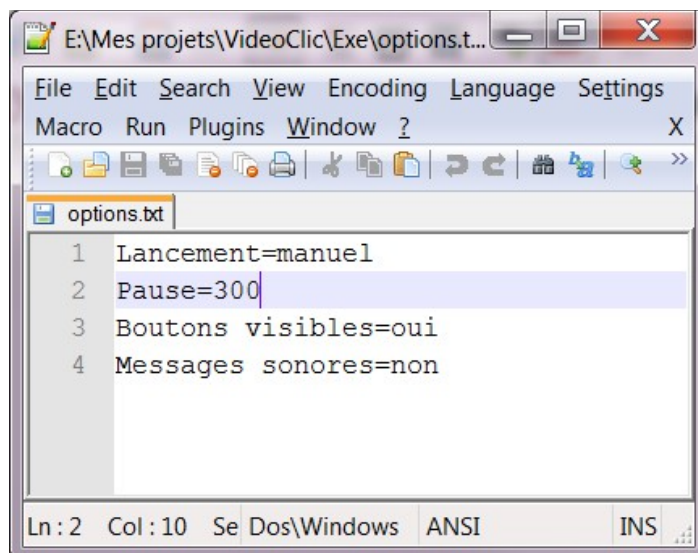 E:\Mes projets\VideoClic\Exe\options.t...
File Edit Search View Encoding Language Settings
Macro Run Plugins Window ? X
options.txt
1 Lancement=manuel
2 Pause=300
3 Boutons visibles=oui
4 Messages sonores=non
Ln : 2 Col : 10 Se Dos\Windows ANSI INS